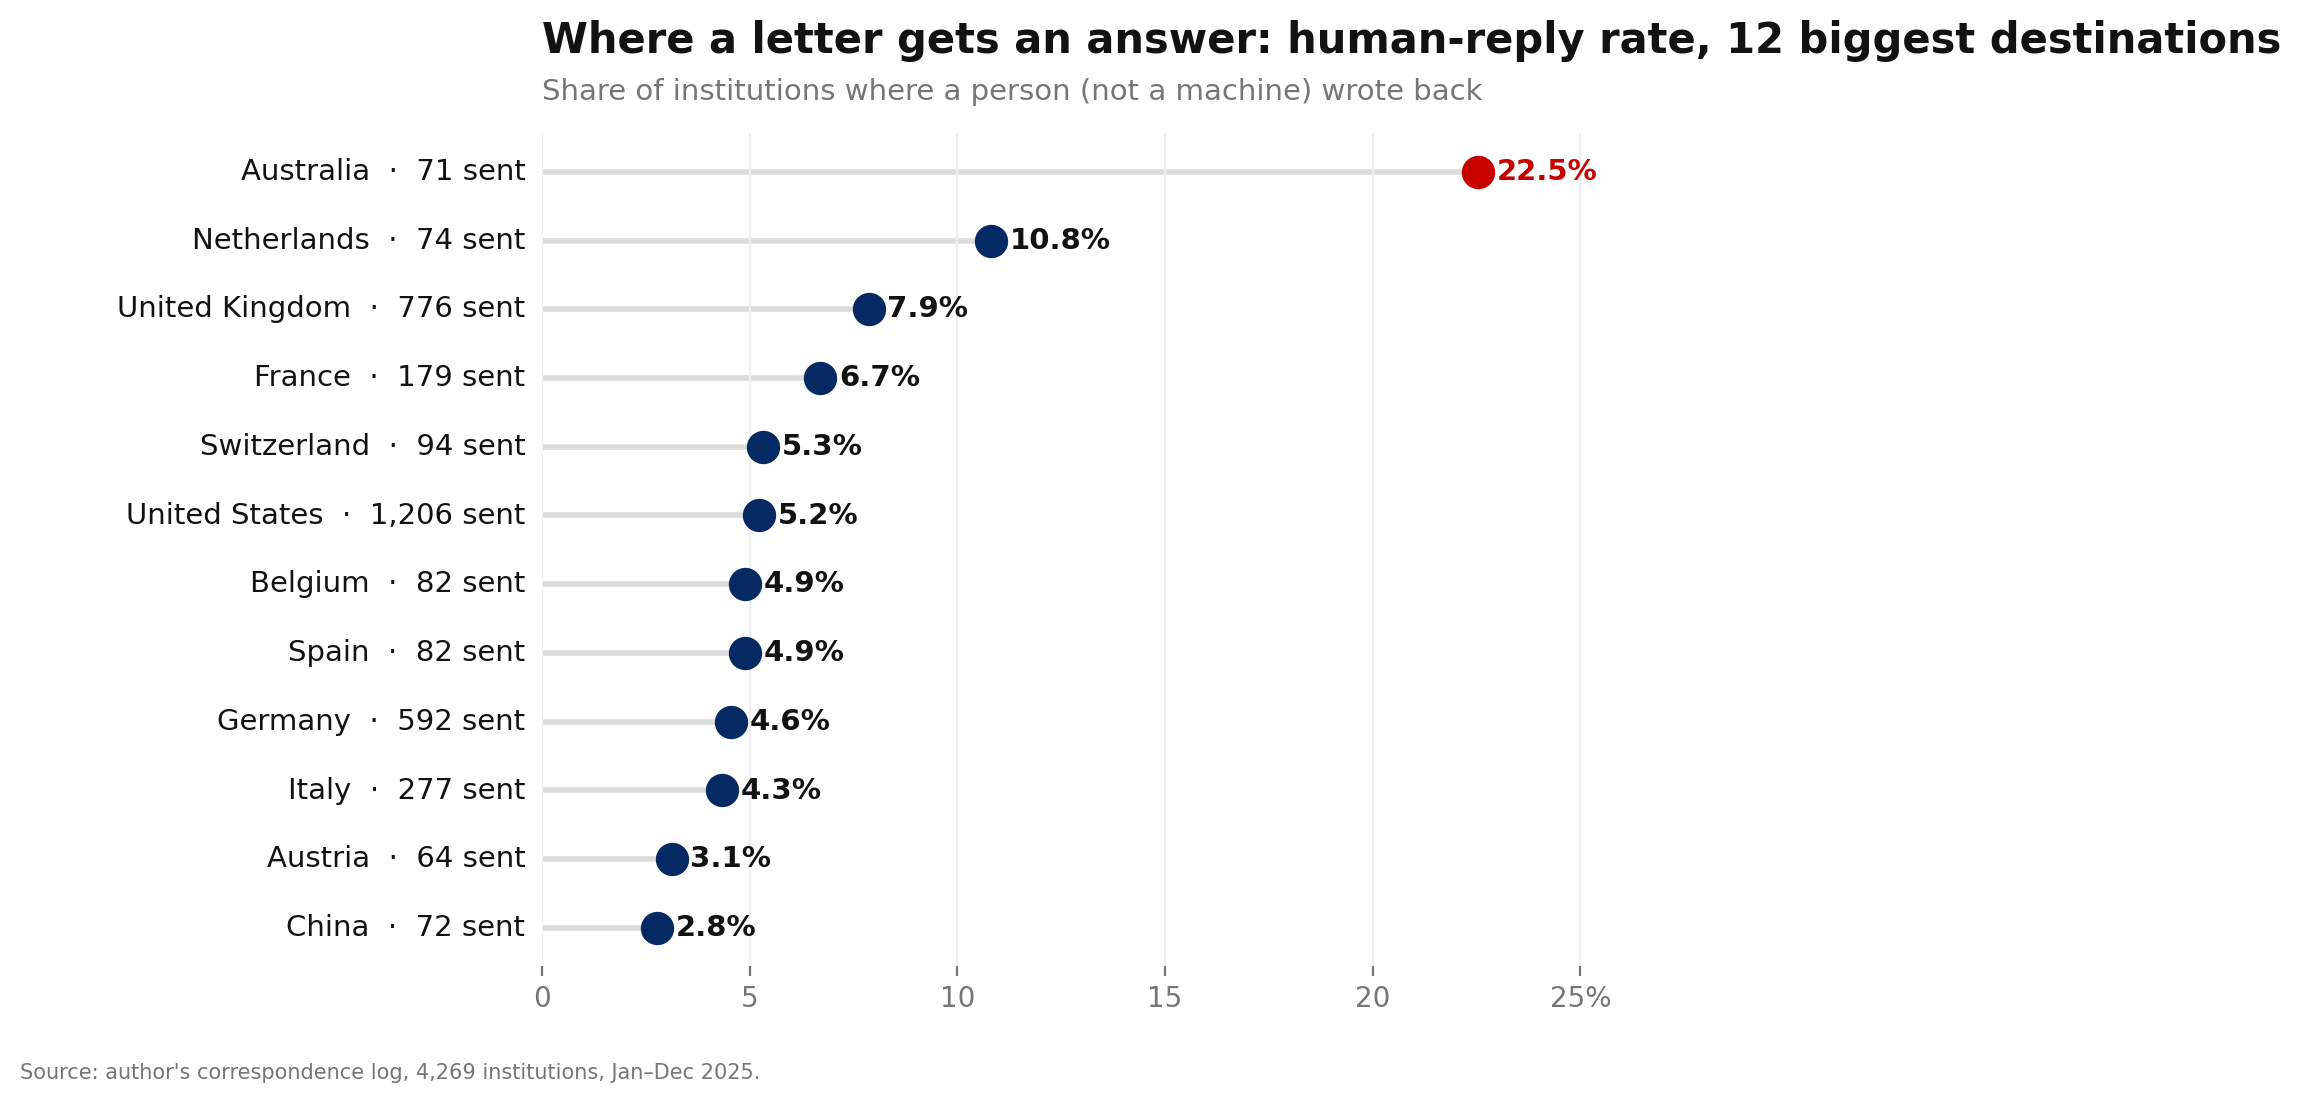 Where a letter gets an answer: human-reply rate, 12 biggest destinations
Share of institutions where a person (not a machine) wrote back
Australia · 71 sent 22.5%
Netherlands · 74 sent 10.8%
United Kingdom · 776 sent 7.9%
France · 179 sent 6.7%
Switzerland · 94 sent 5.3%
United States · 1,206 sent 5.2%
Belgium · 82 sent 4.9%
Spain · 82 sent 4.9%
Germany · 592 sent 4.6%
Italy · 277 sent 4.3%
Austria · 64 sent 3.1%
China · 72 sent 2.8%
0 5 10 15 20 25%
Source: author's correspondence log, 4,269 institutions, Jan–Dec 2025.